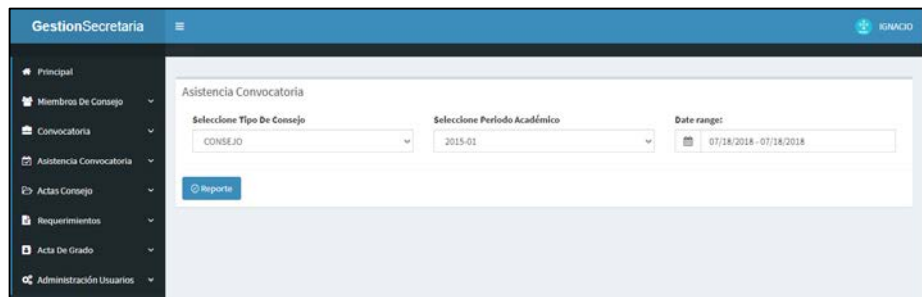 GestionSecretaria
IGNACIO
Principal
Miembros De Consejo
Convocatoria
Asistencia Convocatoria
Actas Consejo
Requerimientos
Acta De Grado
Administración Usuarios
Asistencia Convocatoria
Seleccione Tipo De Consejo
CONSEJO
Seleccione Periodo Académico
2015-01
Date range:
07/18/2018 - 07/18/2018
Reporte